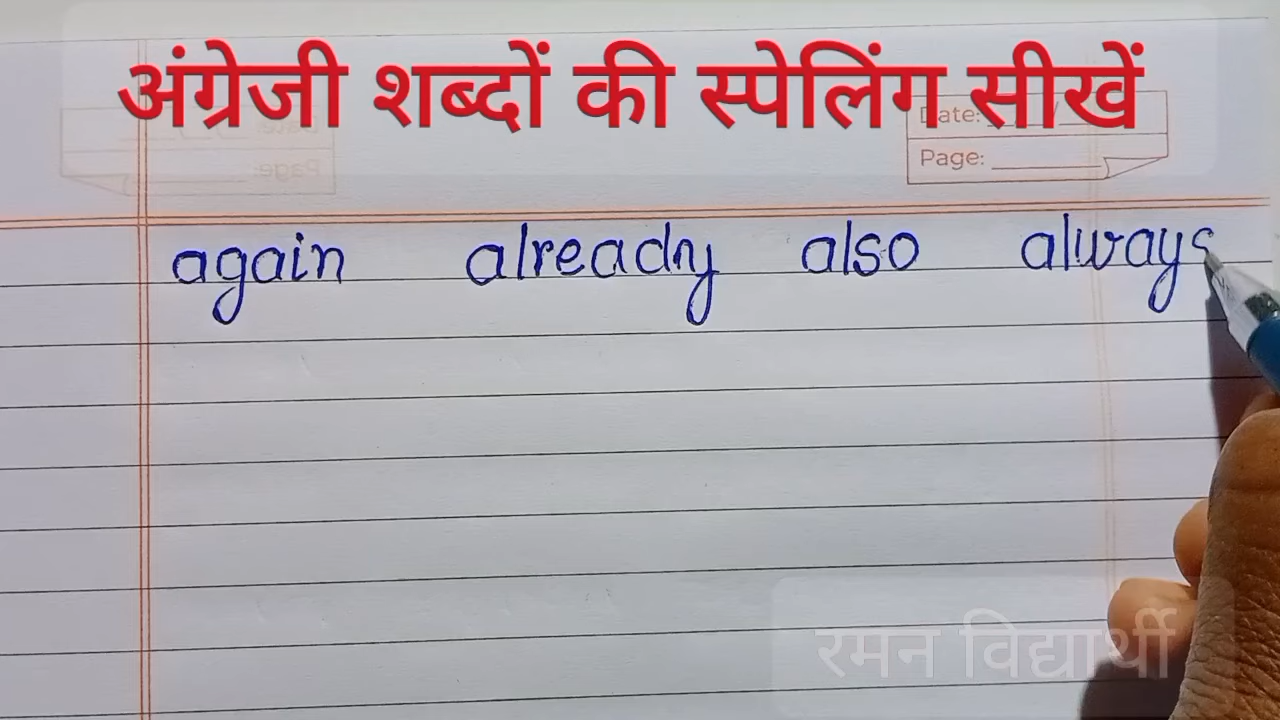 अंग्रेजी शब्दों की स्पेलिंग सीखें
Date: / /
Page:
again already also always
रमन विद्यार्थी